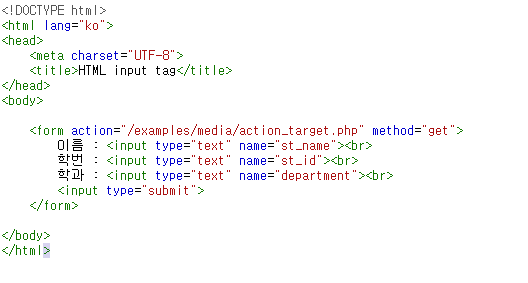 <!DOCTYPE html>
<html lang="ko">
<head>
    <meta charset="UTF-8">
    <title>HTML input tag</title>
</head>
<body>

    <form action="/examples/media/action_target.php" method="get">
        이름 : <input type="text" name="st_name"><br>
        학번 : <input type="text" name="st_id"><br>
        학과 : <input type="text" name="department"><br>
        <input type="submit">
    </form>

</body>
</html>